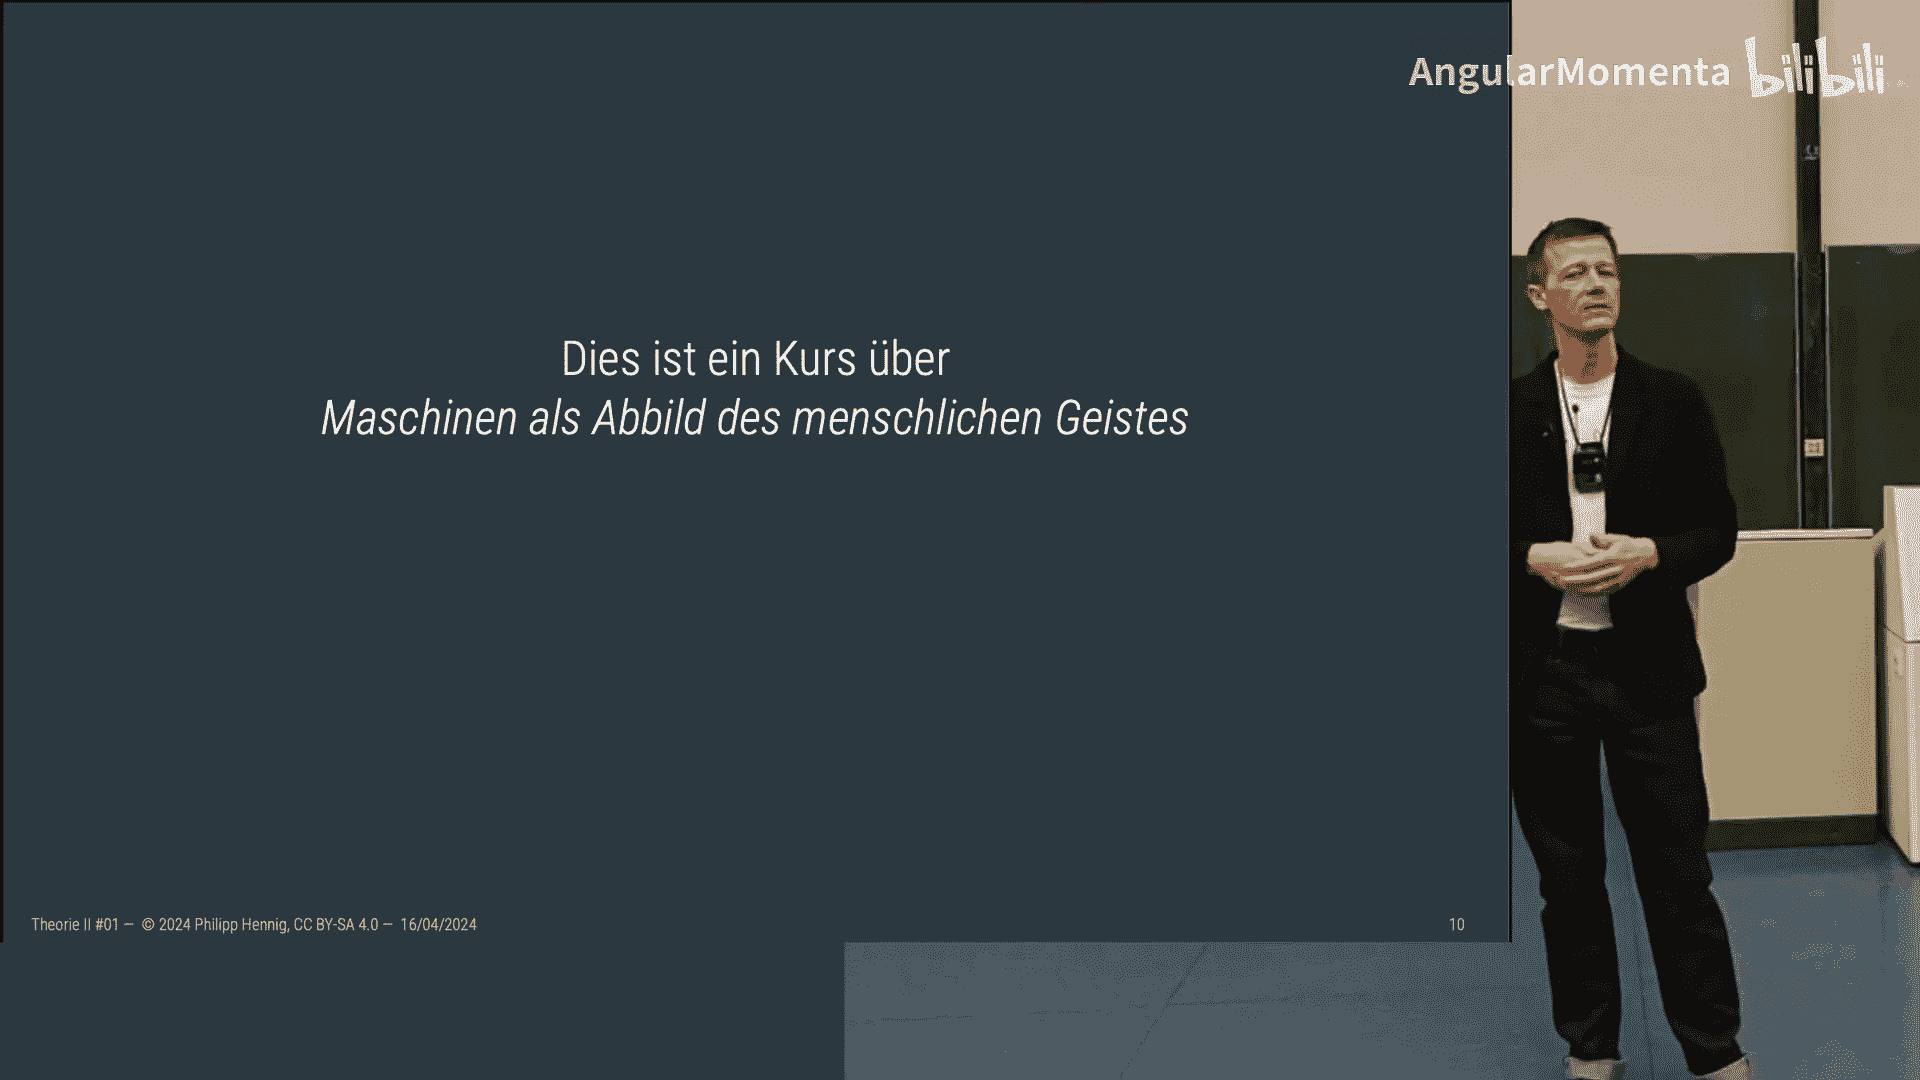 AngularMomenta bilibili
Dies ist ein Kurs über
Maschinen als Abbild des menschlichen Geistes
Theorie II #01 — © 2024 Philipp Hennig, CC BY-SA 4.0 — 16/04/2024
10